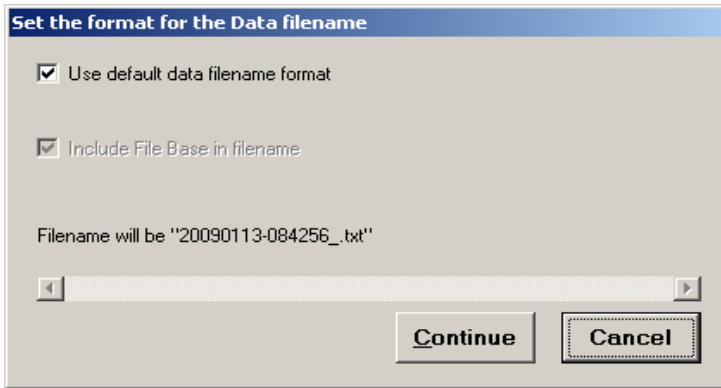 Set the format for the Data filename
Use default data filename format
Include File Base in filename
Filename will be "20090113-084256_.txt"
Continue
Cancel